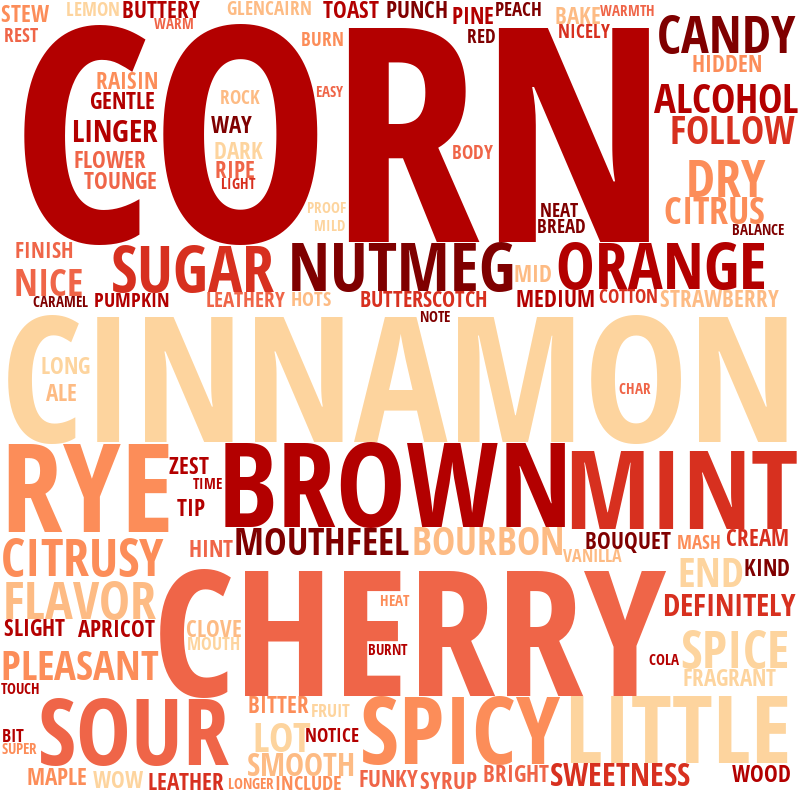 STEW LEMON BUTTERY GLENCAIRN TOAST PUNCH PINE PEACH BAKE WARMTH
REST WARM BURN RED NICELY CANDY
CORN
HIDDEN
RAISIN ROCK EASY
GENTLE ALCOHOL
LINGER WAY FOLLOW
FLOWER DARK BODY
TOUNGE RIPE DRY
LIGHT
PROOF NEAT CITRUS
MILD BREAD BALANCE
FINISH SUGAR NUTMEG MID ORANGE
NICE
CARAMEL PUMPKIN LEATHERY HOTS BUTTERSCOTCH MEDIUM COTTON STRAWBERRY
NOTE
CINNAMON
LONG
ALE CHAR
RYE ZEST BROWN MINT
TIME
TIP
CITRUSY HINT MOUTHFEEL BOURBON BOUQUET MASH CREAM
VANILLA
CHERRY
END KIND
FLAVOR HEAT DEFINITELY
SLIGHT APRICOT CLOVE
MOUTH BURNT SPICE
PLEASANT COLA FRAGRANT
TOUCH
SOUR BITTER FRUIT SPICY LITTLE
BIT LOT NOTICE
SUPER SMOOTH
MAPLE WOW LEATHER LONGER INCLUDE FUNKY SYRUP BRIGHT SWEETNESS WOOD